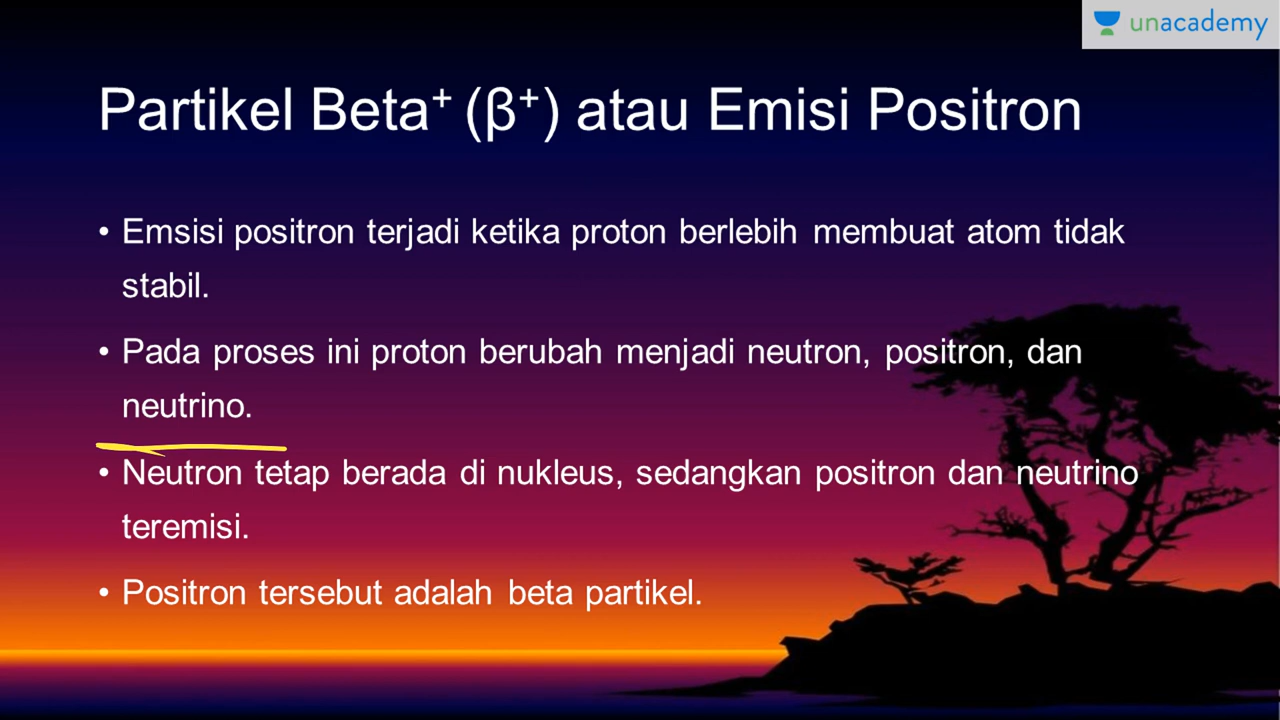 unacademy
Partikel Beta⁺ (β⁺) atau Emisi Positron
• Emsisi positron terjadi ketika proton berlebih membuat atom tidak
stabil.
• Pada proses ini proton berubah menjadi neutron, positron, dan
neutrino.
• Neutron tetap berada di nukleus, sedangkan positron dan neutrino
teremisi.
• Positron tersebut adalah beta partikel.